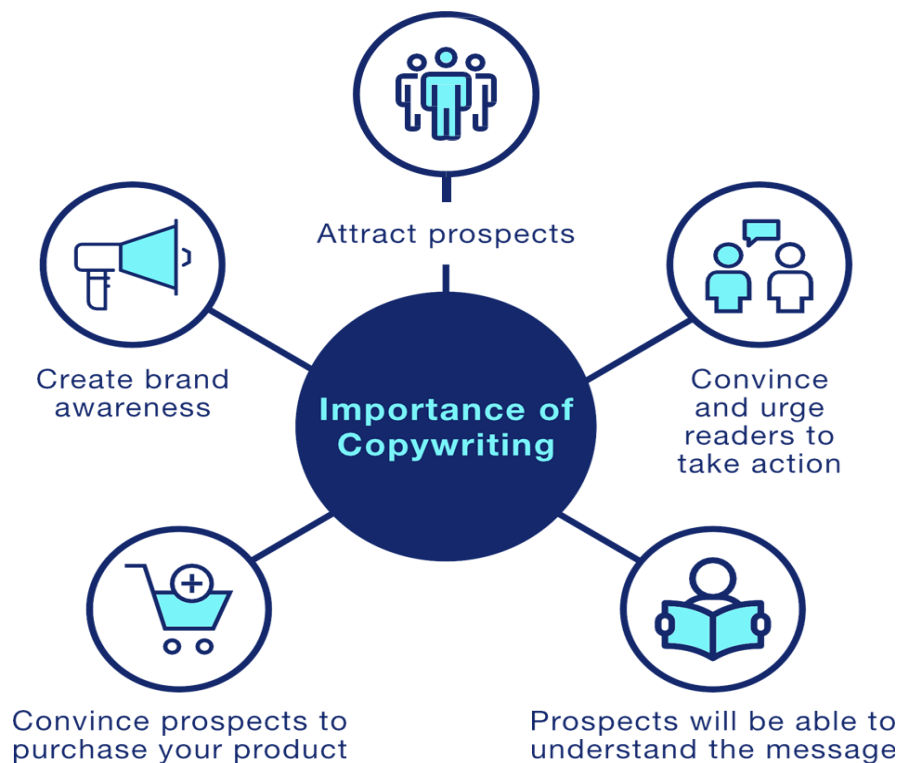 Attract prospects
Create brand
awareness
Importance of
Copywriting
Convince
and urge
readers to
take action
Convince prospects to
purchase your product
Prospects will be able to
understand the message